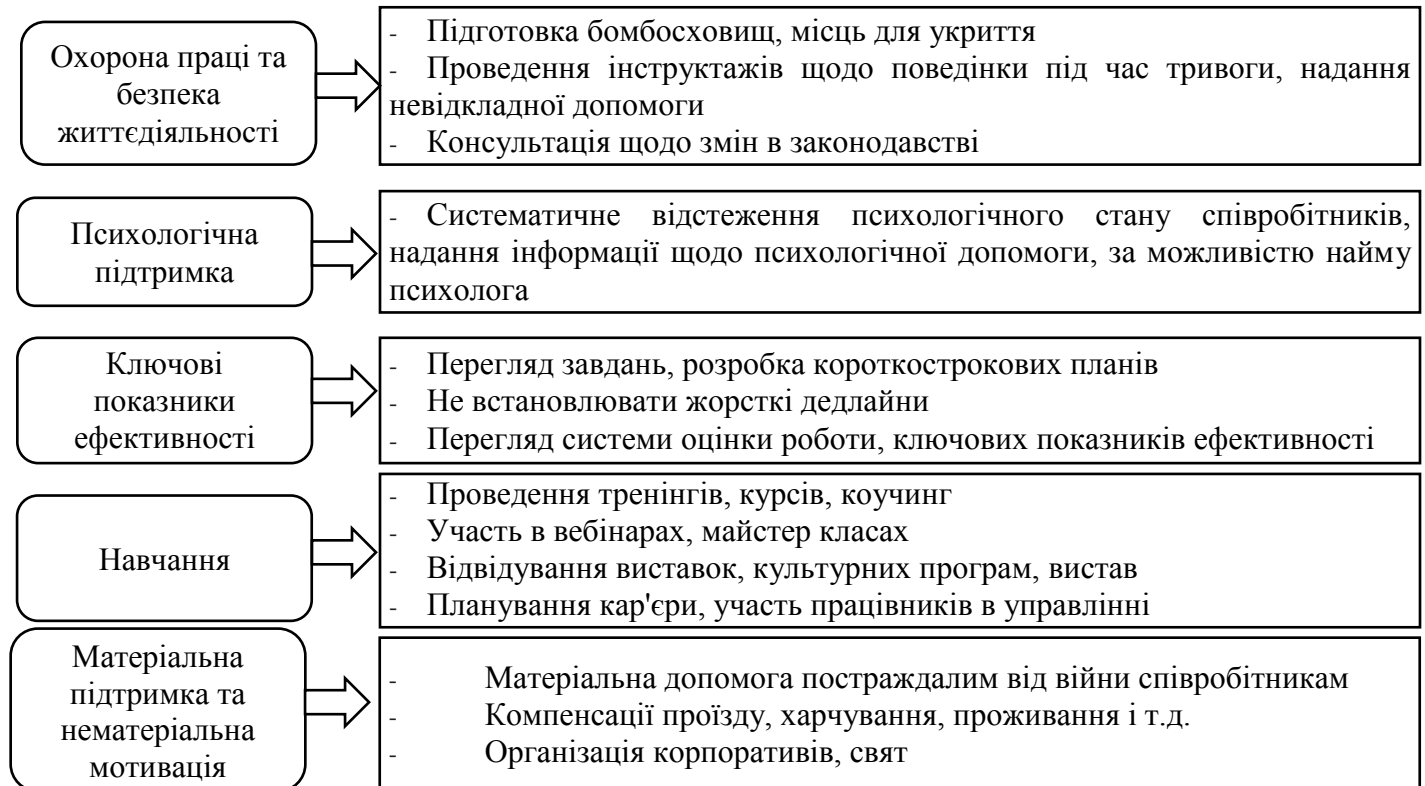 Охорона праці та
безпека
життєдіяльності
- Підготовка бомбосховищ, місць для укриття
- Проведення інструктажів щодо поведінки під час тривоги, надання
невідкладної допомоги
- Консультація щодо змін в законодавстві
Психологічна
підтримка
- Систематичне відстеження психологічного стану співробітників,
надання інформації щодо психологічної допомоги, за можливістю найму
психолога
Ключові
показники
ефективності
- Перегляд завдань, розробка короткострокових планів
- Не встановлювати жорсткі дедлайни
- Перегляд системи оцінки роботи, ключових показників ефективності
Навчання
- Проведення тренінгів, курсів, коучинг
- Участь в вебінарах, майстер класах
- Відвідування виставок, культурних програм, вистав
- Планування кар'єри, участь працівників в управлінні
Матеріальна
підтримка та
нематеріальна
мотивація
- Матеріальна допомога постраждалим від війни співробітникам
- Компенсації проїзду, харчування, проживання і т.д.
- Організація корпоративів, свят